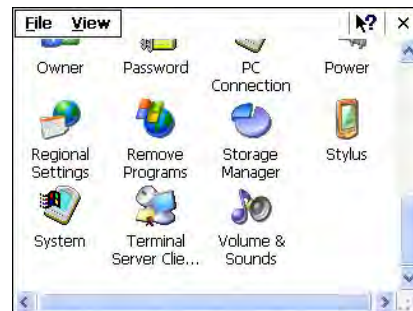 File View ? ×
Owner Password PC Connection Power
Regional Settings Remove Programs Storage Manager Stylus
System Terminal Server Clie... Volume & Sounds